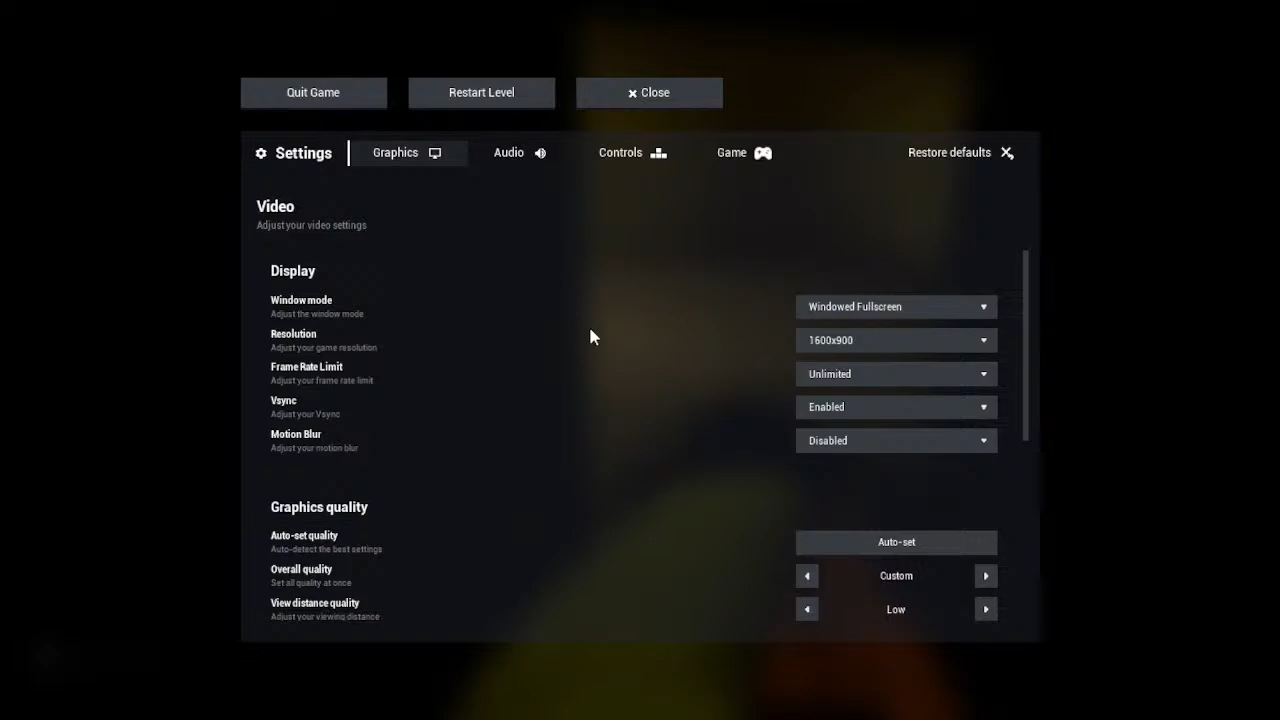 Quit Game
Restart Level
Close
Settings
Graphics
Audio
Controls
Game
Restore defaults
Video
Adjust your video settings
Display
Window mode
Adjust the window mode
Windowed Fullscreen
Resolution
Adjust your game resolution
1600x900
Frame Rate Limit
Adjust your frame rate limit
Unlimited
Vsync
Adjust your Vsync
Enabled
Motion Blur
Adjust your motion blur
Disabled
Graphics quality
Auto-set quality
Auto-detect the best settings
Auto-set
Overall quality
Set all quality at once
Custom
View distance quality
Adjust your viewing distance
Low